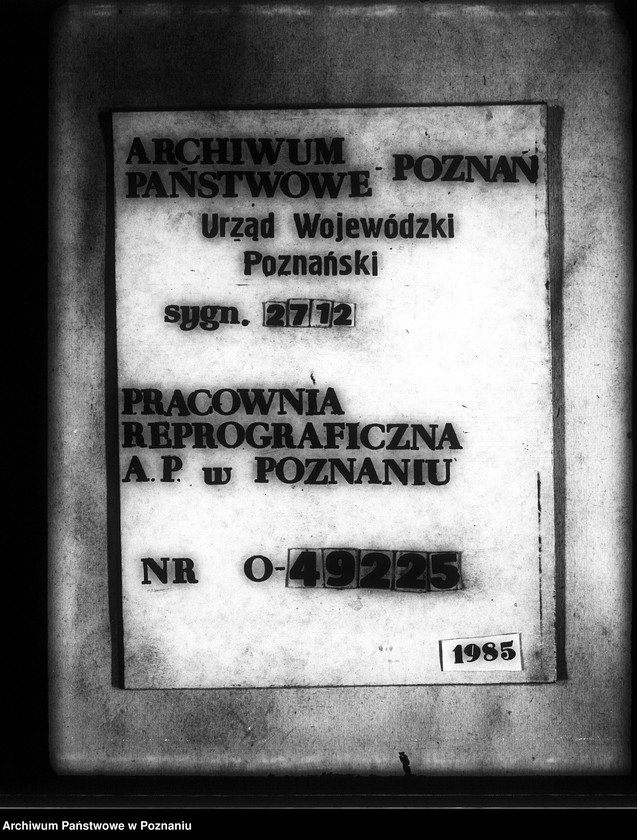 ARCHIWUM
PAŃSTWOWE - POZNAŃ
Urząd Wojewódzki
Poznański
sygn. 2712
PRACOWNIA
REPROGRAFICZNA
A.P. w POZNANIU
NR O-49225
1985
Archiwum Państwowe w Poznaniu